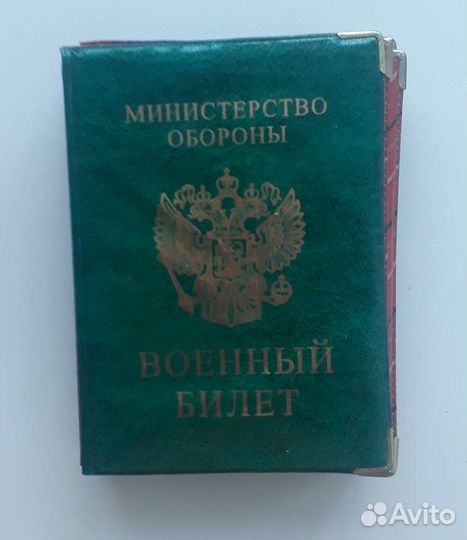 МИНИСТЕРСТВО
ОБОРОНЫ
ВОЕННЫЙ
БИЛЕТ
Avito